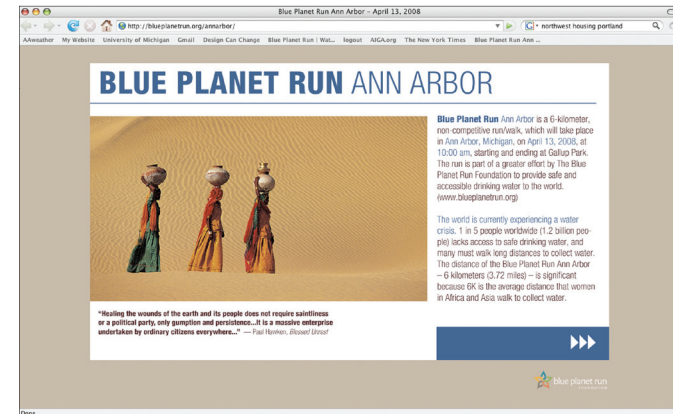 Blue Planet Run Ann Arbor – April 13, 2008
http://blueplanetrun.org/annarbor/
northwest housing portland
AAweather My Website University of Michigan Gmail Design Can Change Blue Planet Run | Wat... logout AIGA.org The New York Times Blue Planet Run Ann ...
BLUE PLANET RUN ANN ARBOR
Blue Planet Run Ann Arbor is a 6-kilometer,
non-competitive run/walk, which will take place
in Ann Arbor, Michigan, on April 13, 2008, at
10:00 am, starting and ending at Gallup Park.
The run is part of a greater effort by The Blue
Planet Run Foundation to provide safe and
accessible drinking water to the world.
(www.blueplanetrun.org)
The world is currently experiencing a water
crisis. 1 in 5 people worldwide (1.2 billion peo-
ple) lacks access to safe drinking water, and
many must walk long distances to collect water.
The distance of the Blue Planet Run Ann Arbor
– 6 kilometers (3.72 miles) – is significant
because 6K is the average distance that women
in Africa and Asia walk to collect water.
"Healing the wounds of the earth and its people does not require saintliness
or a political party, only gumption and persistence...It is a massive enterprise
undertaken by ordinary citizens everywhere..." — Paul Hawken, Blessed Unrest
blue planet run
FOUNDATION
Done